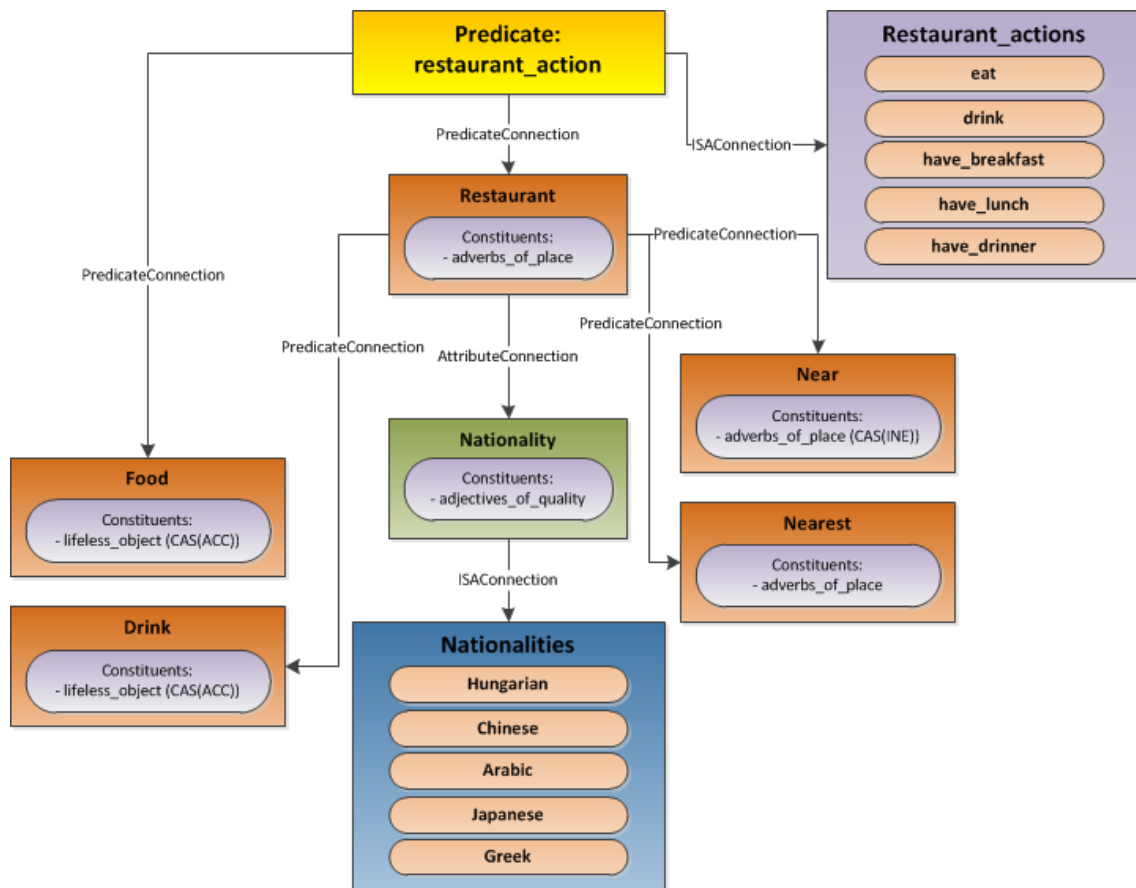 Predicate:
restaurant_action
Restaurant_actions
eat
drink
have_breakfast
have_lunch
have_drinner
PredicateConnection
ISAConnection
Restaurant
Constituents:
- adverbs_of_place
PredicateConnection
PredicateConnection
PredicateConnection
PredicateConnection
AttributeConnection
Near
Constituents:
- adverbs_of_place (CAS(INE))
Nationality
Constituents:
- adjectives_of_quality
Food
Constituents:
- lifeless_object (CAS(ACC))
Nearest
Constituents:
- adverbs_of_place
ISAConnection
Drink
Constituents:
- lifeless_object (CAS(ACC))
Nationalities
Hungarian
Chinese
Arabic
Japanese
Greek